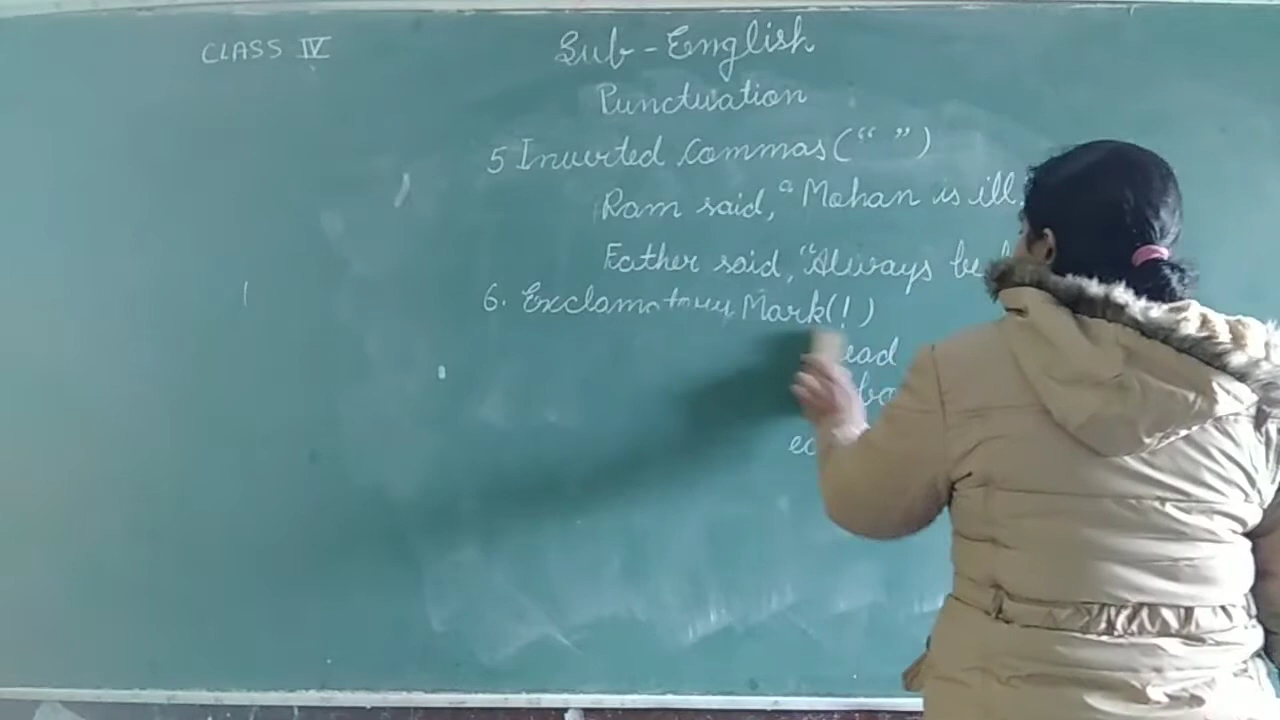 CLASS IV
Sub - English
Punctuation
5 Inverted Commas (“ ”)
Ram said, “Mohan is ill.
Father said, “Always be
6. Exclamatory Mark (!)